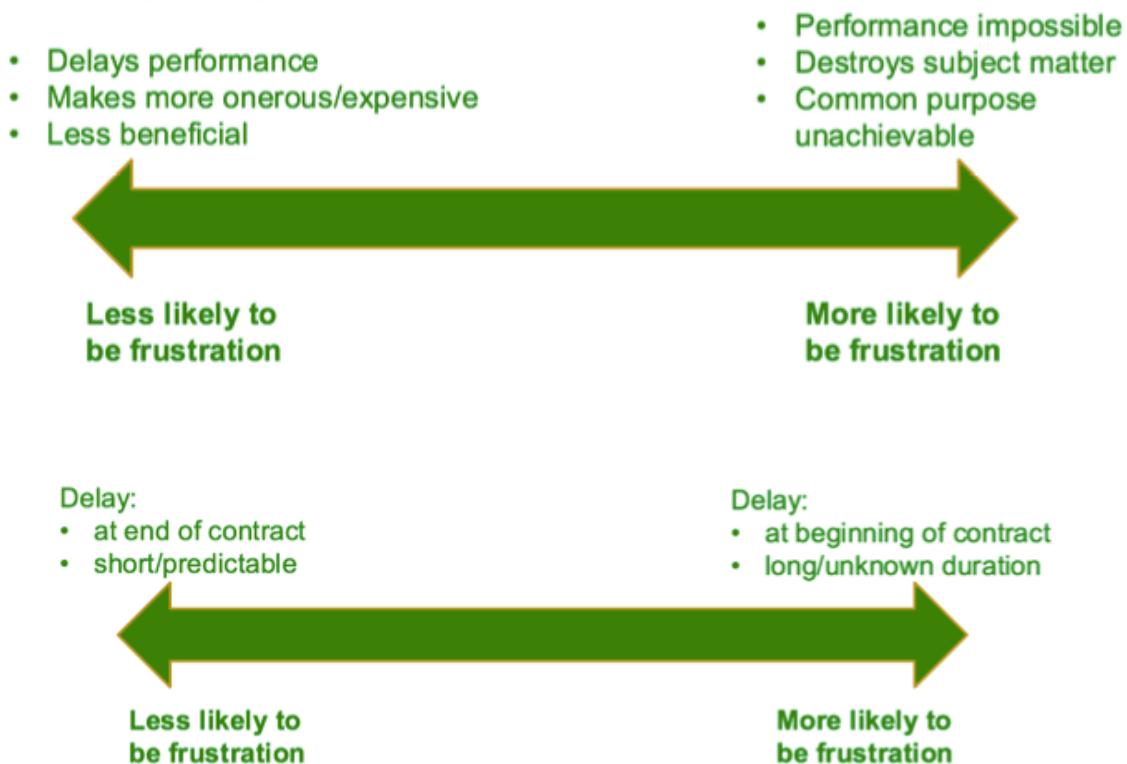 • Delays performance
• Makes more onerous/expensive
• Less beneficial
• Performance impossible
• Destroys subject matter
• Common purpose
unachievable
Less likely to
be frustration
More likely to
be frustration
Delay:
• at end of contract
• short/predictable
Delay:
• at beginning of contract
• long/unknown duration
Less likely to
be frustration
More likely to
be frustration